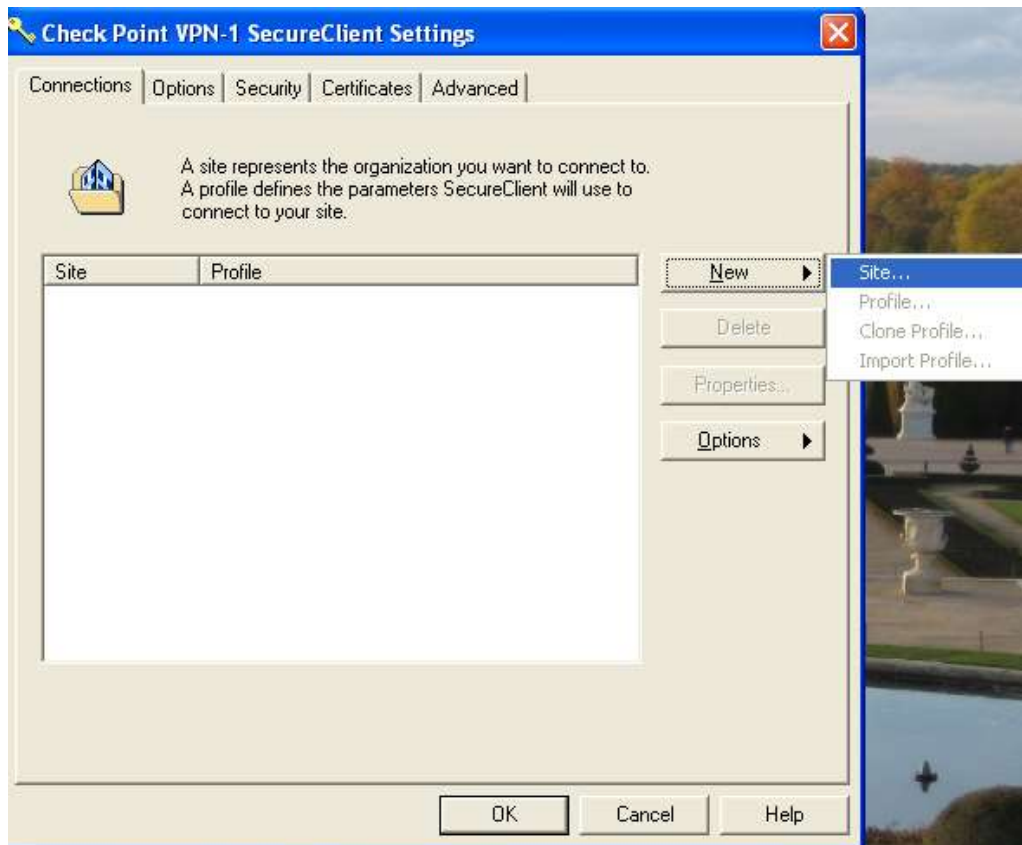 Check Point VPN-1 SecureClient Settings
Connections Options Security Certificates Advanced
A site represents the organization you want to connect to.
A profile defines the parameters SecureClient will use to
connect to your site.
Site Profile
New
Delete
Properties...
Options
Site...
Profile...
Clone Profile...
Import Profile...
OK Cancel Help